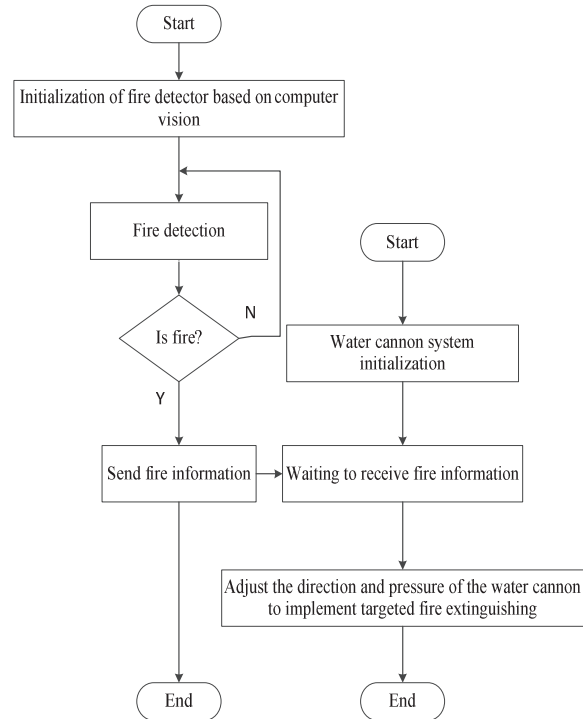 Start
Initialization of fire detector based on computer
vision
Fire detection
Is fire?
N
Y
Send fire information
End
Start
Water cannon system
initialization
Waiting to receive fire information
Adjust the direction and pressure of the water cannon
to implement targeted fire extinguishing
End